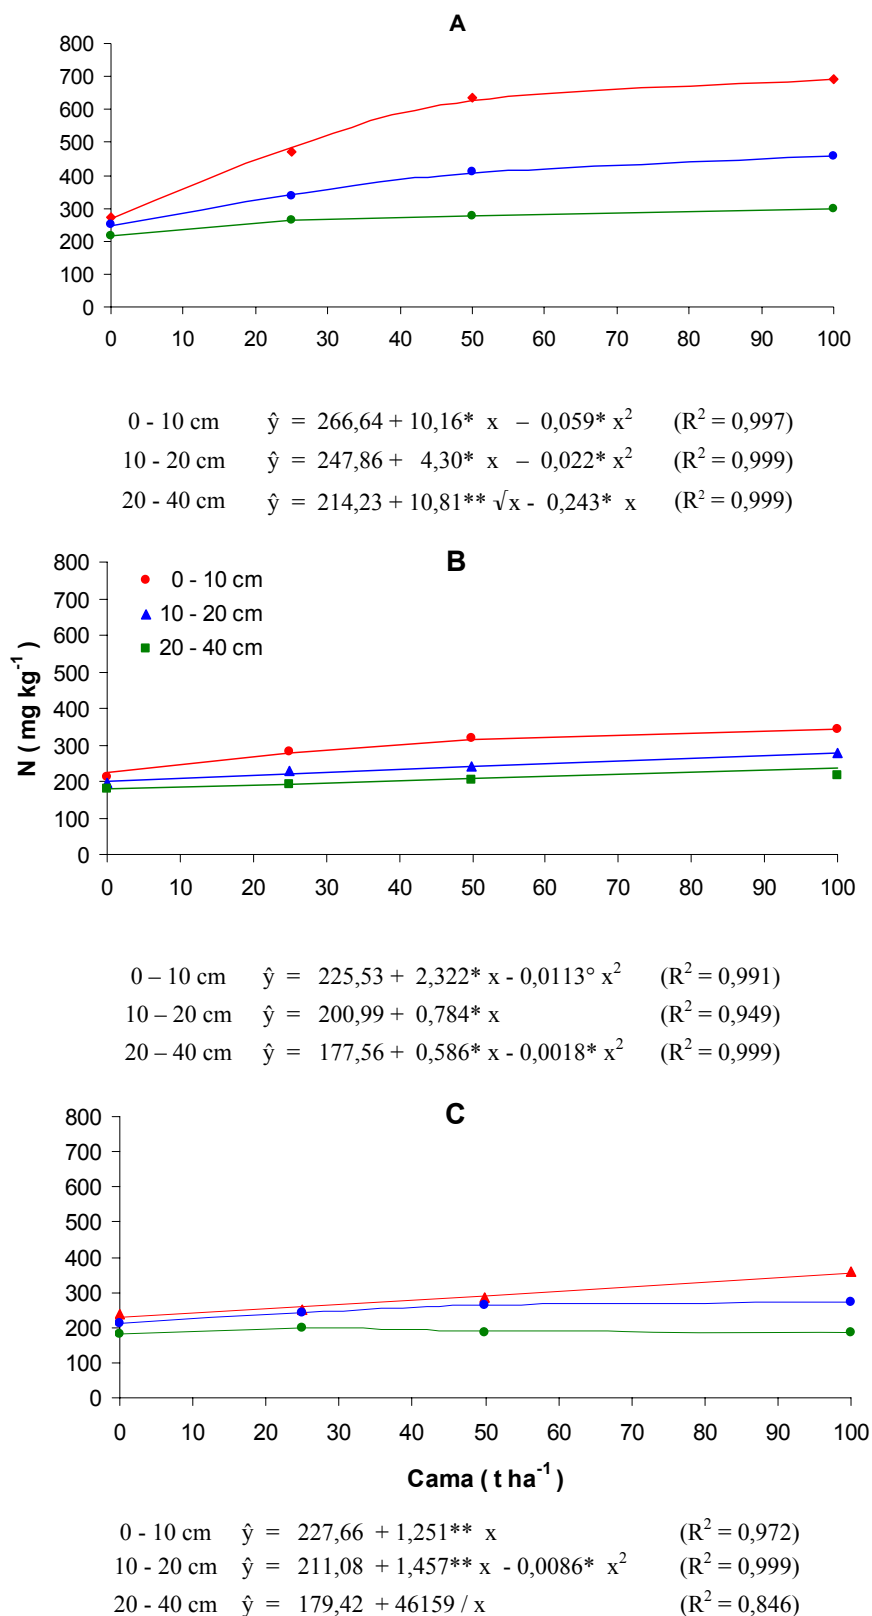 A
800
700
600
500
400
300
200
100
0
0 10 20 30 40 50 60 70 80 90 100
0 - 10 cm ŷ = 266,64 + 10,16* x – 0,059* x² (R² = 0,997)
10 - 20 cm ŷ = 247,86 + 4,30* x – 0,022* x² (R² = 0,999)
20 - 40 cm ŷ = 214,23 + 10,81** √x - 0,243* x (R² = 0,999)
B
N ( mg kg⁻¹ )
800
700
600
500
400
300
200
100
0
0 - 10 cm
10 - 20 cm
20 - 40 cm
0 10 20 30 40 50 60 70 80 90 100
0 – 10 cm ŷ = 225,53 + 2,322* x - 0,0113° x² (R² = 0,991)
10 – 20 cm ŷ = 200,99 + 0,784* x (R² = 0,949)
20 – 40 cm ŷ = 177,56 + 0,586* x - 0,0018* x² (R² = 0,999)
C
800
700
600
500
400
300
200
100
0
0 10 20 30 40 50 60 70 80 90 100
Cama ( t ha⁻¹ )
0 - 10 cm ŷ = 227,66 + 1,251** x (R² = 0,972)
10 - 20 cm ŷ = 211,08 + 1,457** x - 0,0086* x² (R² = 0,999)
20 - 40 cm ŷ = 179,42 + 46159 / x (R² = 0,846)